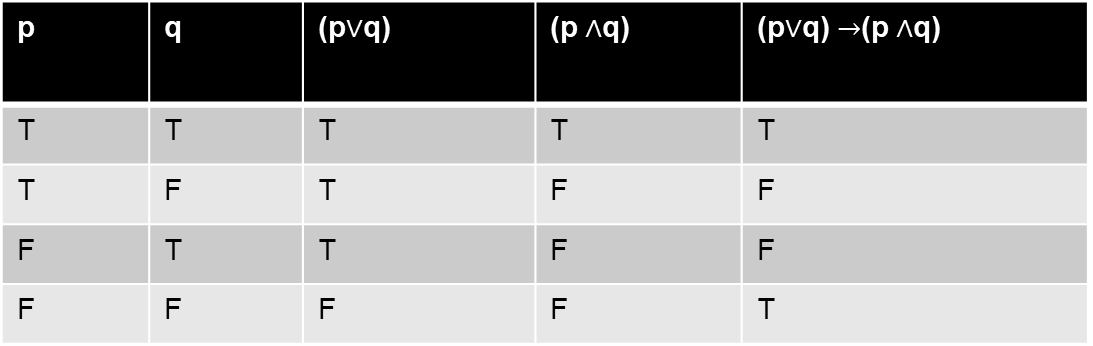 p q (p∨q) (p ∧q) (p∨q) →(p ∧q)
T T T T T
T F T F F
F T T F F
F F F F T